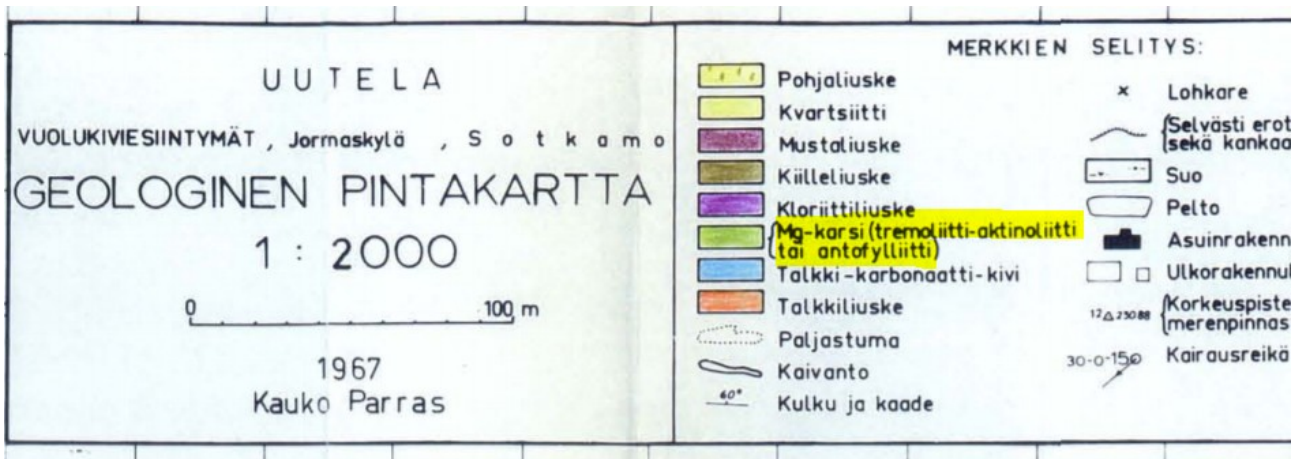 UUTELA
VUOLUKIVIESIINTYMÄT, Jormaskylä, Sotkamo
GEOLOGINEN PINTAKARTTA
1 : 2000
0 100 m
1967
Kauko Parras
MERKKIEN SELITYS:
Pohjaliuske
Kvartsiitti
Mustaliuske
Kiilleliuske
Kloriittiliuske
Mg-karsi (tremoliitti-aktinoliitti
tai antofylliitti)
Talkki-karbonaatti-kivi
Talkkiliuske
Paljastuma
Kaivanto
60°
Kulku ja kaade
Lohkare
Selvästi erot
sekä kankaa
Suo
Pelto
Asuinrakenn
Ulkorakennu
12△23088
Korkeuspiste
merenpinnas
30-0-150
Kairausreikä